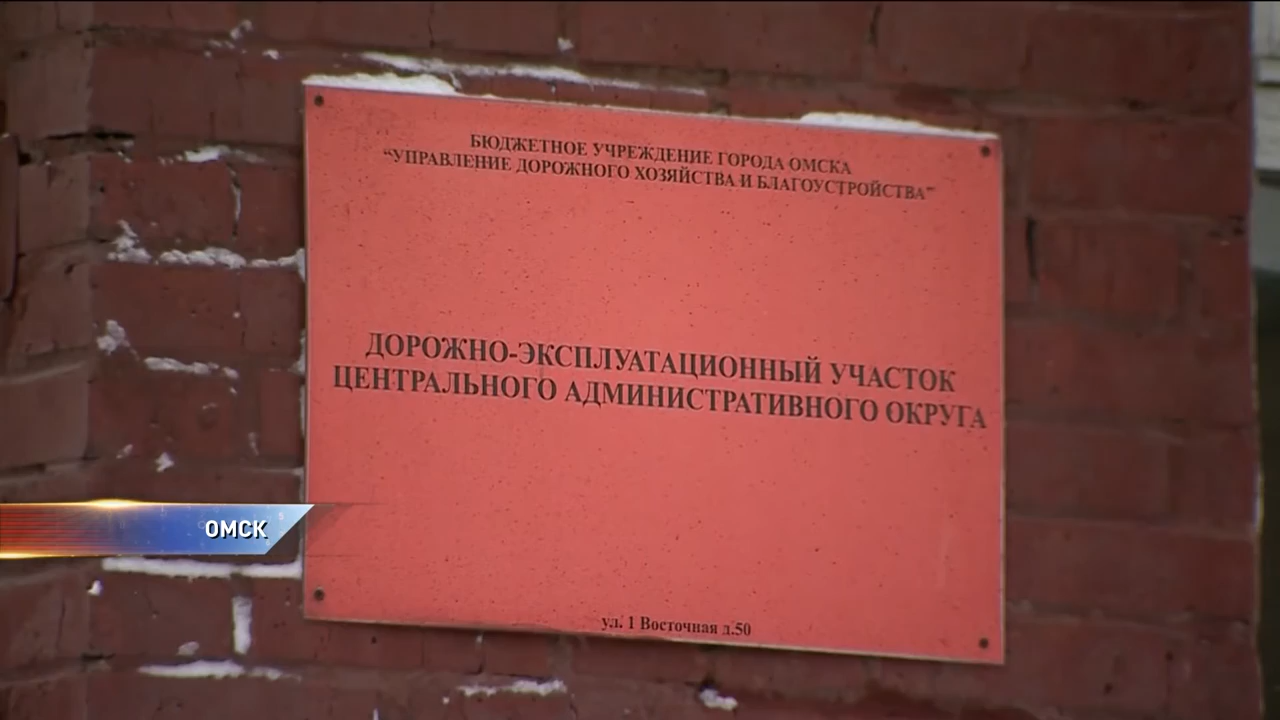 БЮДЖЕТНОЕ УЧРЕЖДЕНИЕ ГОРОДА ОМСКА
“УПРАВЛЕНИЕ ДОРОЖНОГО ХОЗЯЙСТВА И БЛАГОУСТРОЙСТВА”
ДОРОЖНО-ЭКСПЛУАТАЦИОННЫЙ УЧАСТОК
ЦЕНТРАЛЬНОГО АДМИНИСТРАТИВНОГО ОКРУГА
ОМСК
ул. 1 Восточная д.50